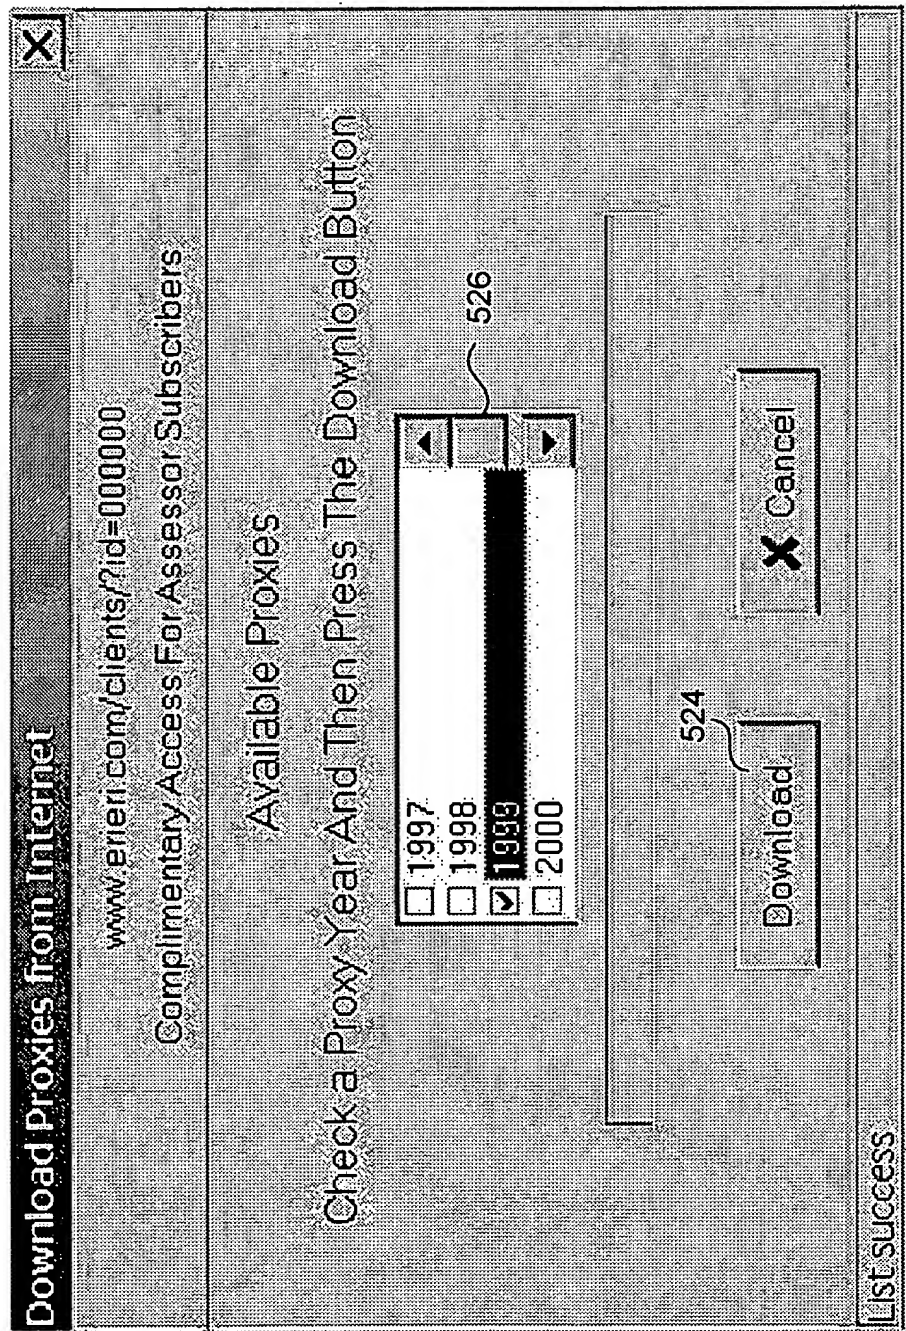 Download Proxies from Internet
www.erieri.com/clients/?id=000000
Complimentary Access For Assessor Subscribers
Available Proxies
Check a Proxy Year And Then Press The Download Button
1997
1998
1999
2000
526
524
Download
Cancel
List success